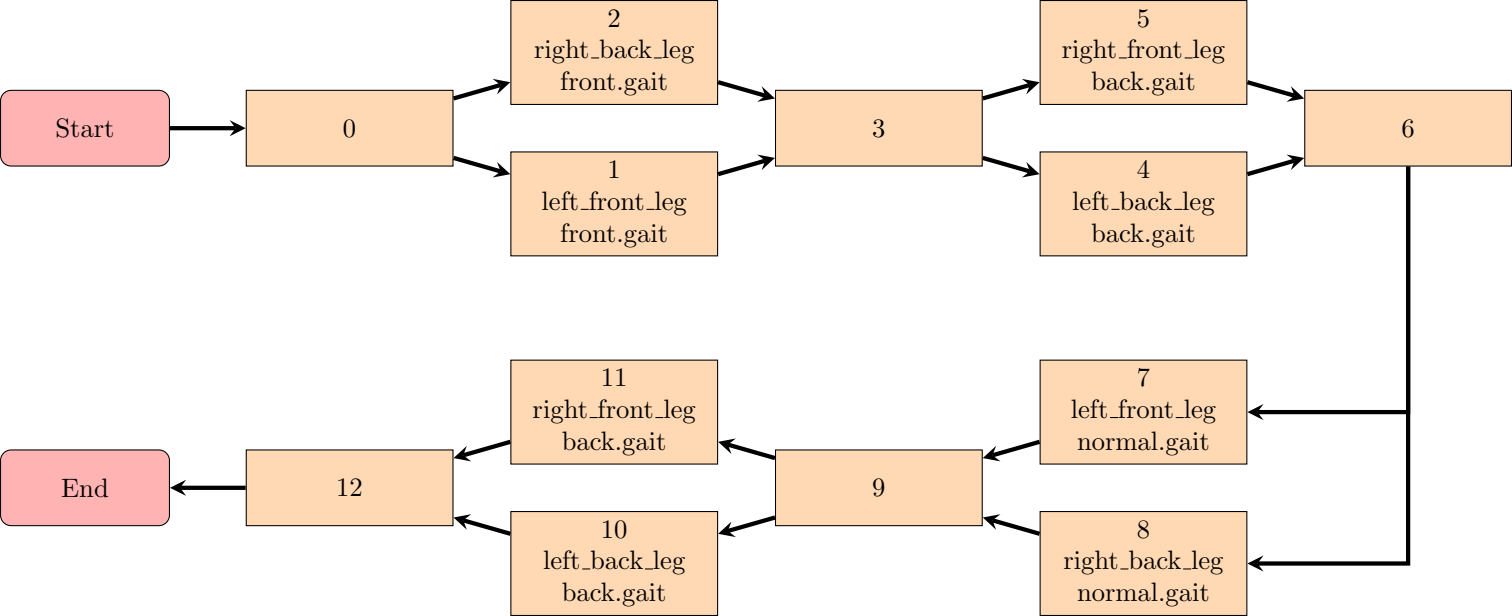 Start
0
2
right_back_leg
front.gait
1
left_front_leg
front.gait
3
5
right_front_leg
back.gait
4
left_back_leg
back.gait
6
End
12
11
right_front_leg
back.gait
10
left_back_leg
back.gait
9
7
left_front_leg
normal.gait
8
right_back_leg
normal.gait